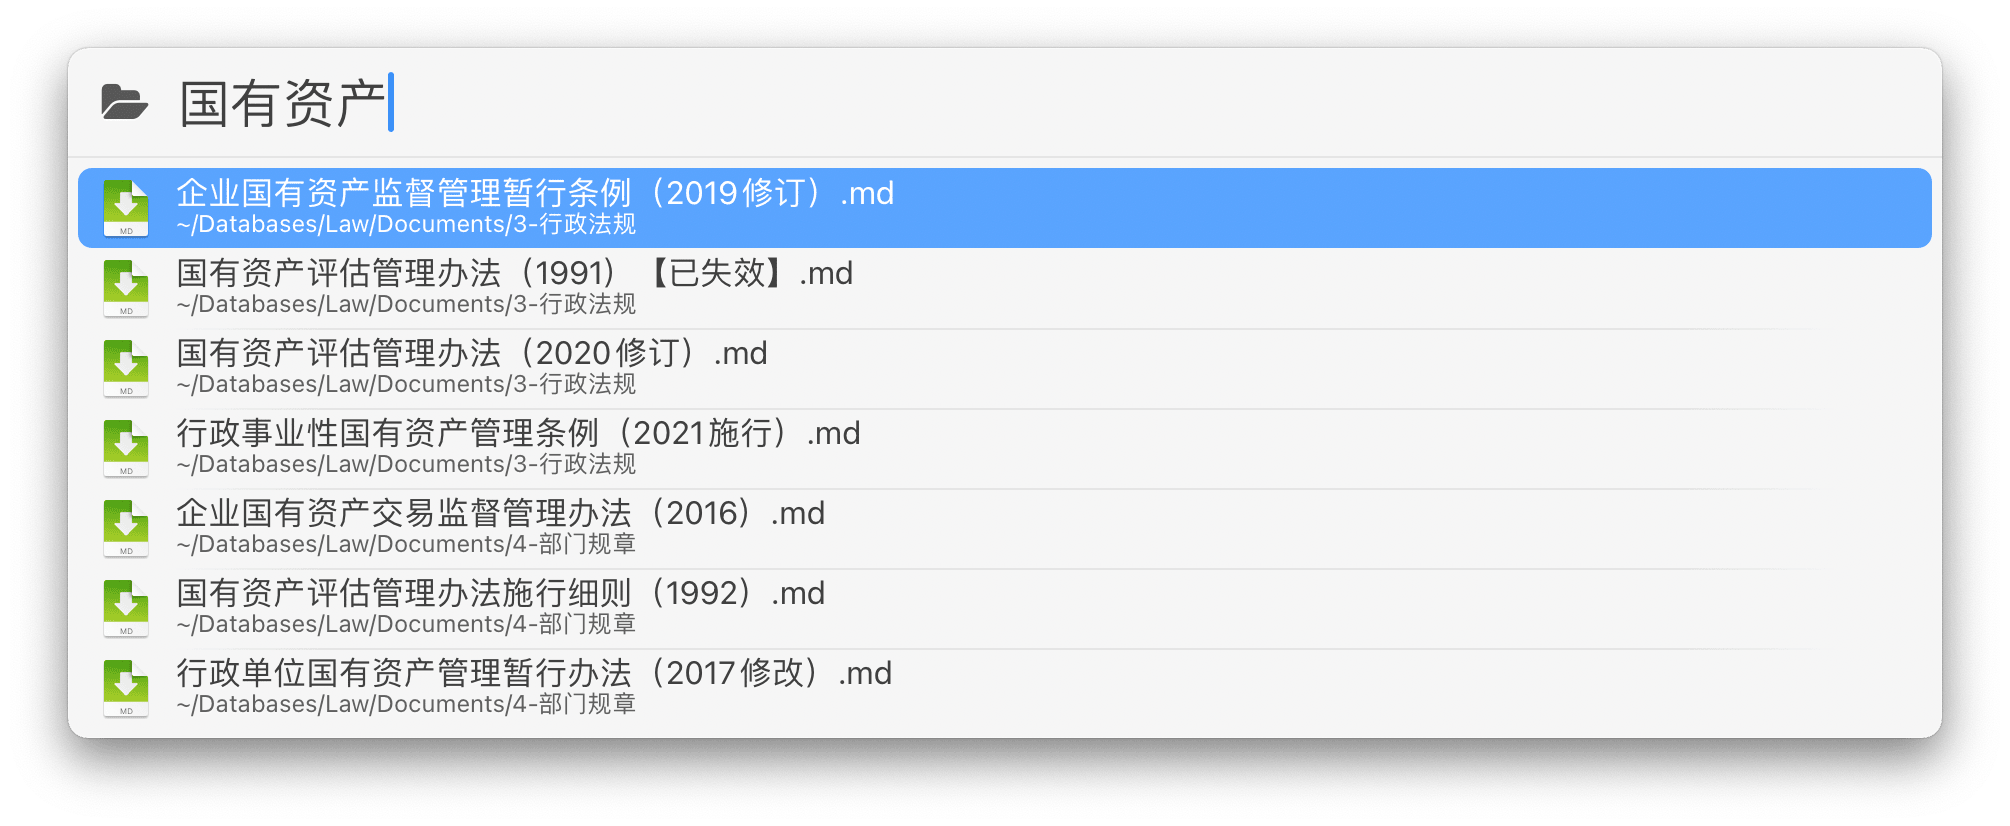 国有资产
企业国有资产监督管理暂行条例（2019修订）.md
~/Databases/Law/Documents/3-行政法规
MD
国有资产评估管理办法（1991）【已失效】.md
~/Databases/Law/Documents/3-行政法规
MD
国有资产评估管理办法（2020修订）.md
~/Databases/Law/Documents/3-行政法规
MD
行政事业性国有资产管理条例（2021施行）.md
~/Databases/Law/Documents/3-行政法规
MD
企业国有资产交易监督管理办法（2016）.md
~/Databases/Law/Documents/4-部门规章
MD
国有资产评估管理办法施行细则（1992）.md
~/Databases/Law/Documents/4-部门规章
MD
行政单位国有资产管理暂行办法（2017修改）.md
~/Databases/Law/Documents/4-部门规章
MD